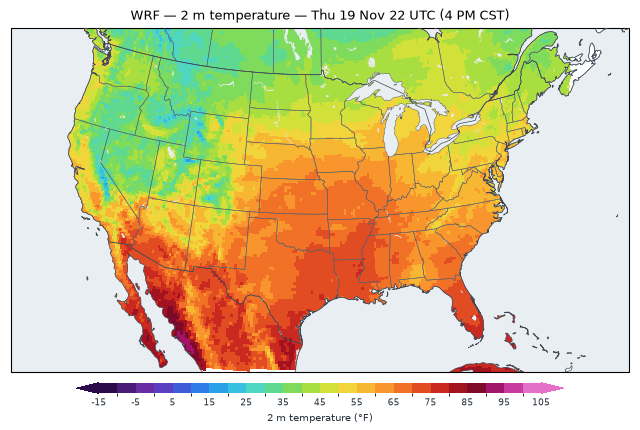 WRF — 2 m temperature — Thu 19 Nov 22 UTC (4 PM CST)
-15 -5 5 15 25 35 45 55 65 75 85 95 105
2 m temperature (°F)